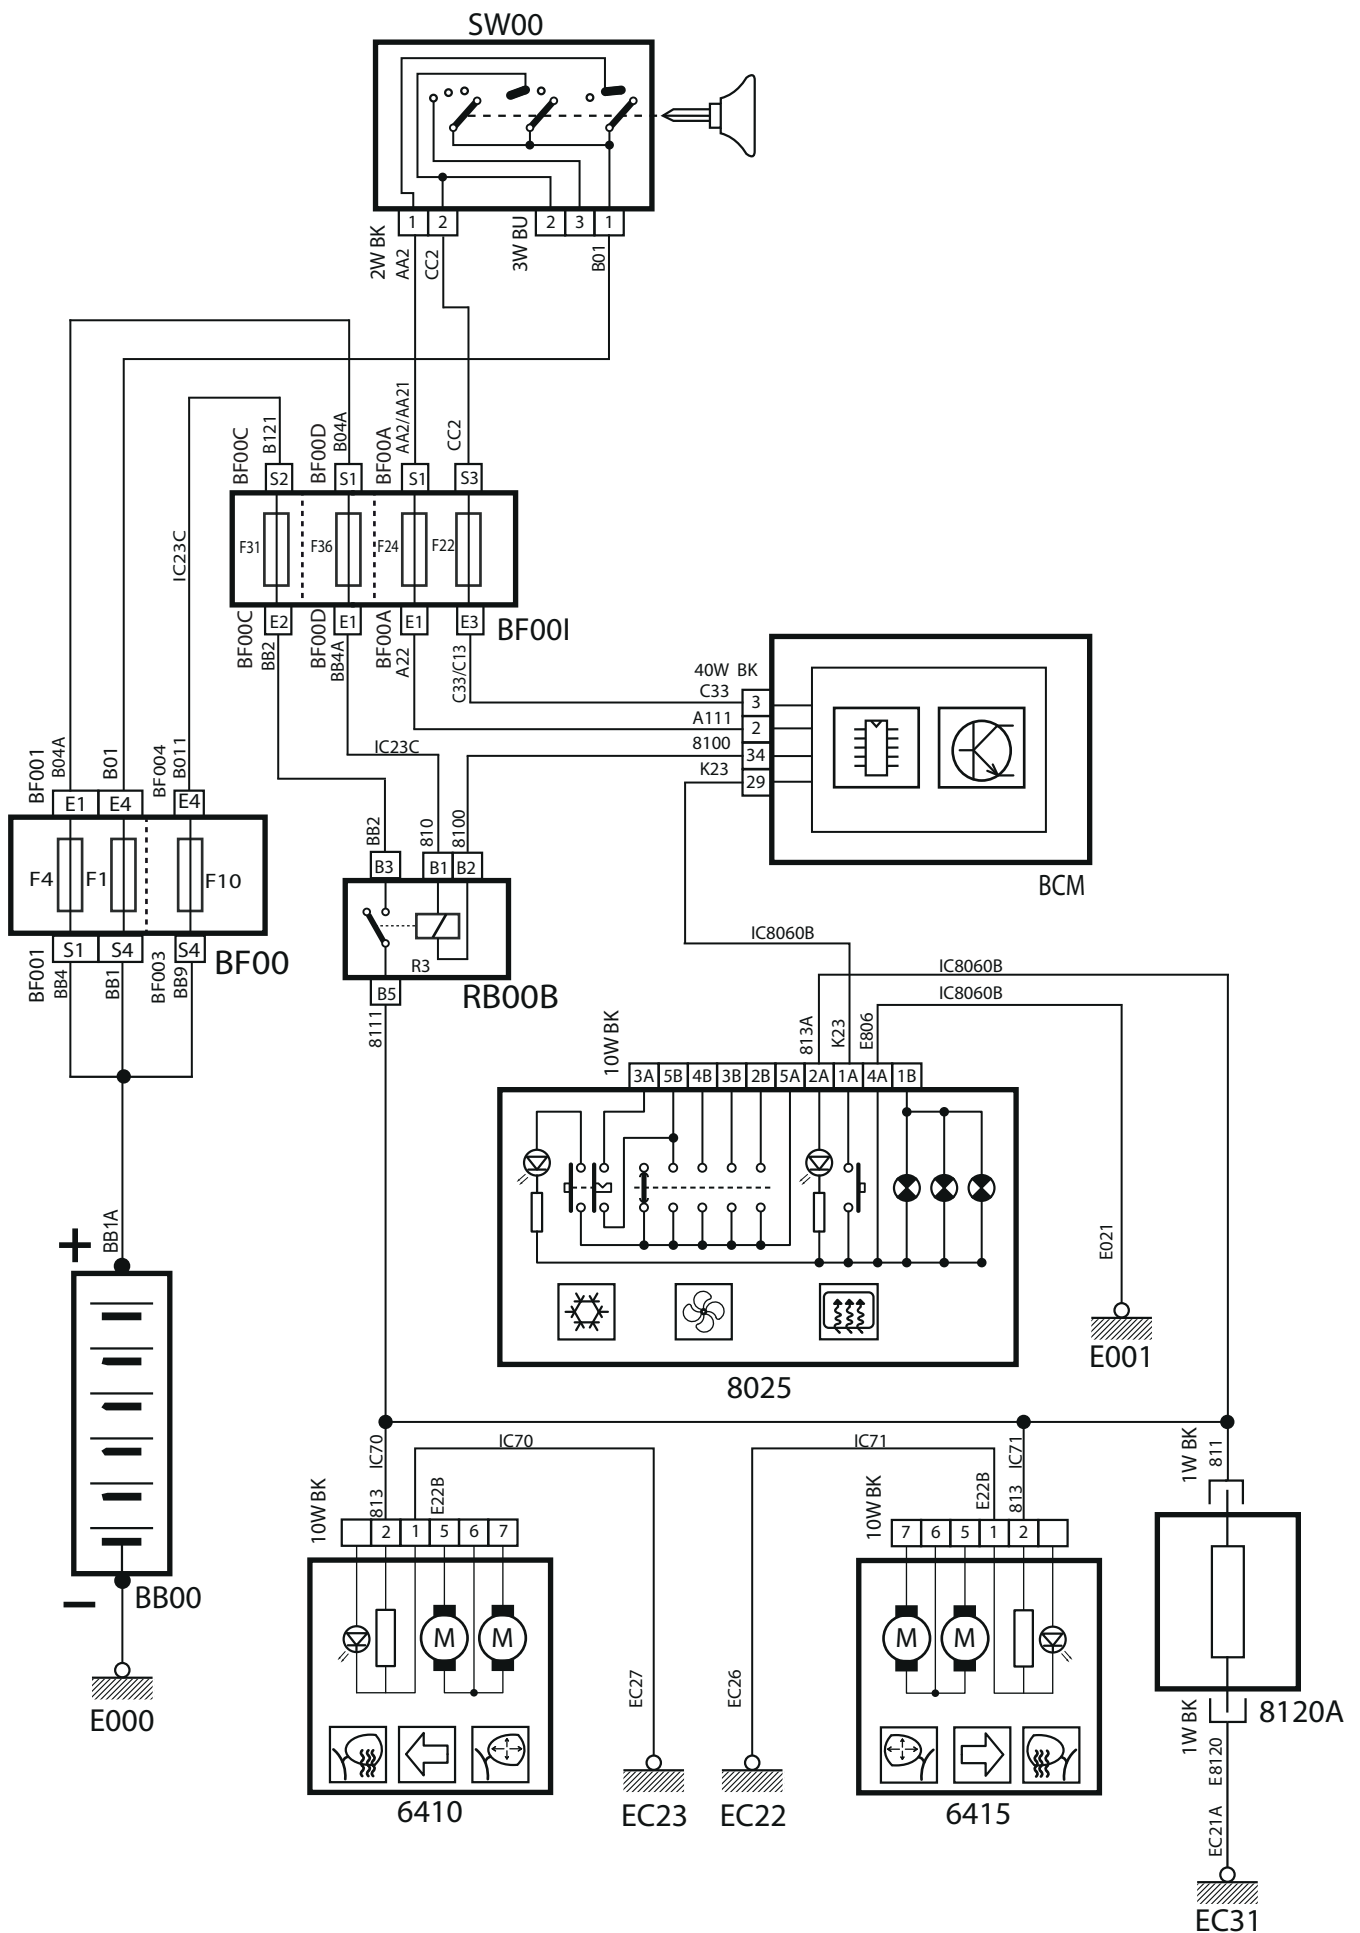 SW00
1 2 2 3 1
2W BK
AA2
CC2
3W BU
B01
BF00C
B121
BF00D
B04A
BF00A
AA2/AA21
CC2
S2 S1 S1 S3
IC23C
F31 F36 F24 F22
E2 E1 E1 E3
BF00I
BF00C
BB2
BF00D
BB4A
BF00A
A22
C33/C13
40W BK
C33
3
A111
2
8100
34
K23
29
BCM
IC23C
BF001
B04A
B01
BF004
B011
E1 E4 E4
F4 F1 F10
S1 S4 S4
BF00
BF001
BB4
BB1
BF003
BB9
BB2
810
8100
B3 B1 B2
R3
B5
RB00B
8111
IC8060B
IC8060B
IC8060B
10W BK
813A
K23
E806
3A 5B 4B 3B 2B 5A 2A 1A 4A 1B
8025
E021
E001
BB1A
+
−
BB00
E000
IC70
813
IC70
10W BK
E22B
2 1 5 6 7
M M
6410
EC27
EC23
IC71
IC71
10W BK
E22B
813
7 6 5 1 2
M M
6415
EC26
EC22
1W BK
811
8120A
1W BK
E8120
EC21A
EC31